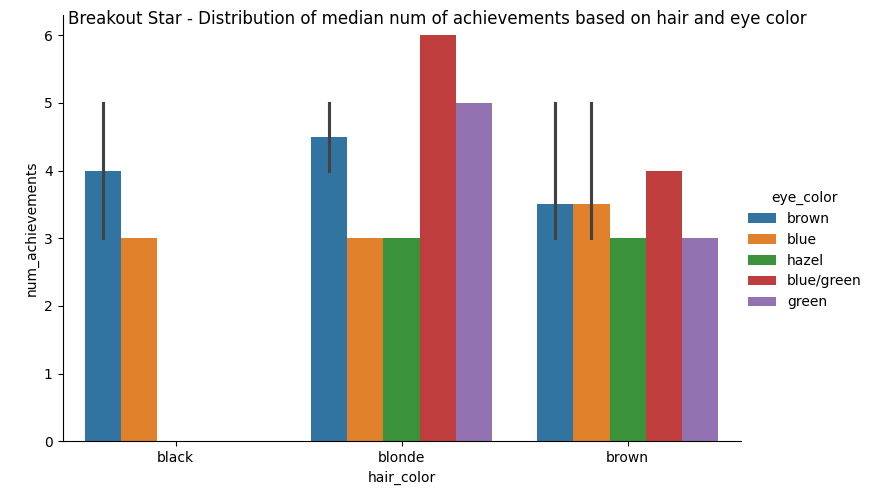 Breakout Star - Distribution of median num of achievements based on hair and eye color
6
5
4
3
2
1
0
num_achievements
black
blonde
brown
hair_color
eye_color
brown
blue
hazel
blue/green
green